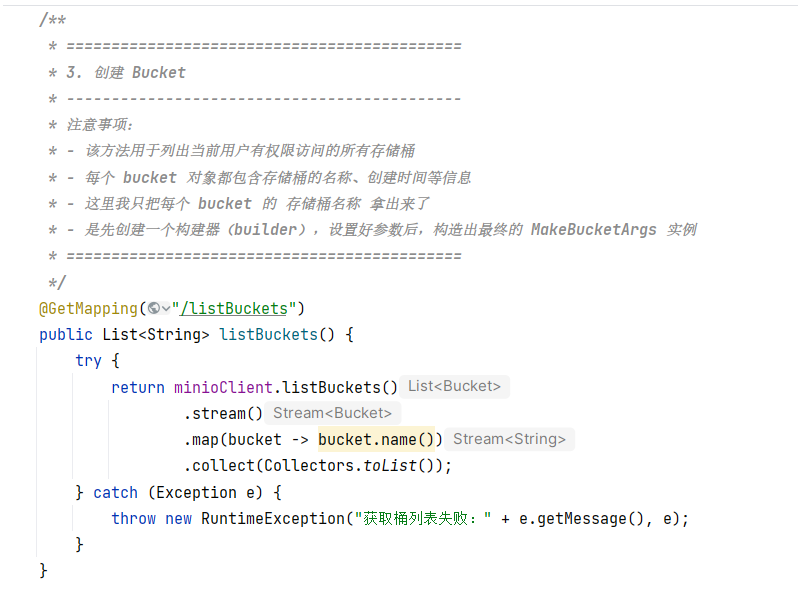 /**
 * ============================================
 * 3. 创建 Bucket
 * --------------------------------------------
 * 注意事项:
 * - 该方法用于列出当前用户有权限访问的所有存储桶
 * - 每个 bucket 对象都包含存储桶的名称、创建时间等信息
 * - 这里我只把每个 bucket 的 存储桶名称 拿出来了
 * - 是先创建一个构建器（builder），设置好参数后，构造出最终的 MakeBucketArgs 实例
 * ============================================
 */
@GetMapping("/listBuckets")
public List<String> listBuckets() {
    try {
        return minioClient.listBuckets() List<Bucket>
                .stream() Stream<Bucket>
                .map(bucket -> bucket.name()) Stream<String>
                .collect(Collectors.toList());
    } catch (Exception e) {
        throw new RuntimeException("获取桶列表失败：" + e.getMessage(), e);
    }
}